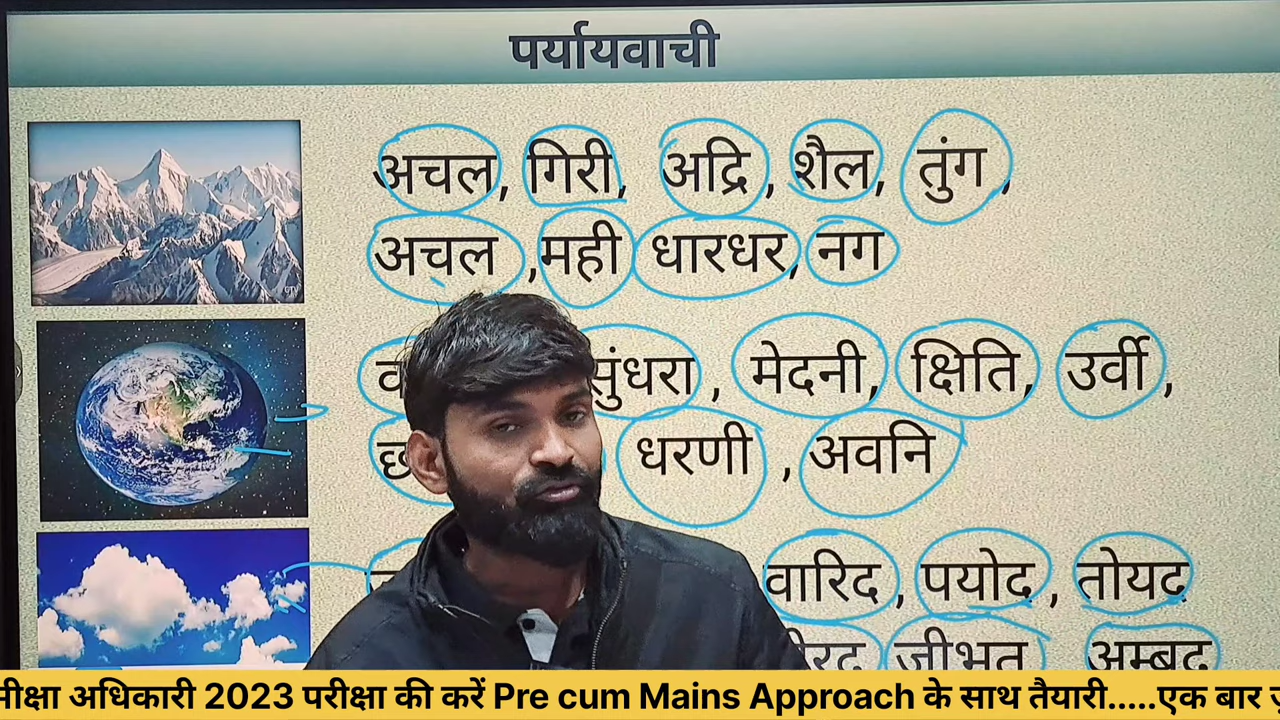 पर्यायवाची
अचल, गिरी, अद्रि, शैल, तुंग,
अचल ,मही धारधर, नग
मेदनी, क्षिति, उर्वी,
धरणी , अवनि
वारिद , पयोद , तोयद
जीभूत अम्बुद
अधिकारी 2023 परीक्षा की करें Pre cum Mains Approach के साथ तैयारी.....एक बार